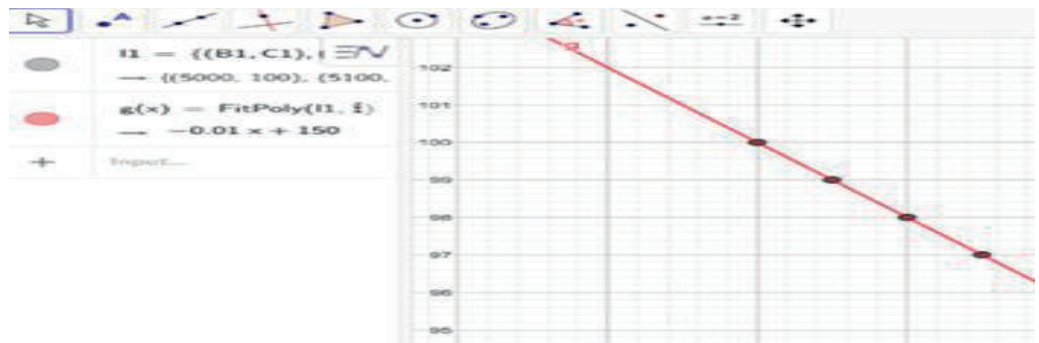 a=2
l1 = {(B1, C1), (
→ {(5000, 100), (5100,
g(x) = FitPoly(l1, 1)
→ -0.01 x + 150
+ Input...
g
102
101
100
99
98
97
96
95